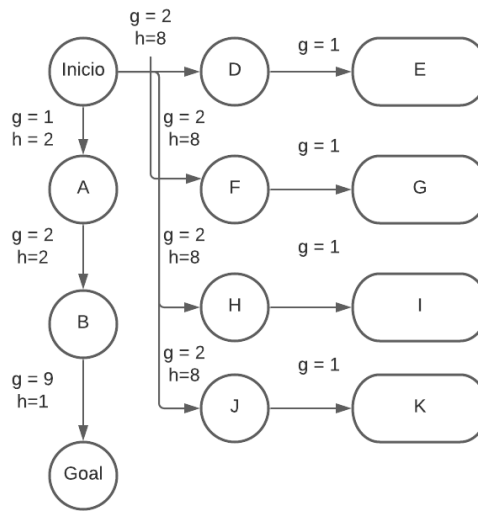 g = 2
h=8
Inicio
D
g = 1
E
g = 1
h = 2
g = 2
h=8
A
F
g = 1
G
g = 2
h=2
g = 2
h=8
B
H
g = 1
I
g = 9
h=1
g = 2
h=8
J
g = 1
K
Goal